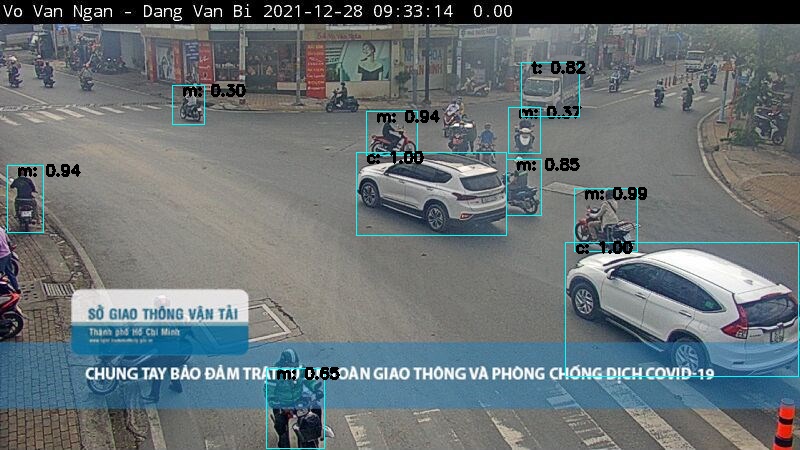 Vo Van Ngan - Dang Van Bi 2021-12-28 09:33:14 0.00
t: 0.82
m: 0.30
m: 0.37
m: 0.94
c: 1.00
m: 0.85
m: 0.94
m: 0.99
c: 1.00
SỞ GIAO THÔNG VẬN TẢI
Thành phố Hồ Chí Minh
CHUNG TAY BẢO ĐẢM TRẬT TOÀN GIAO THÔNG VÀ PHÒNG CHỐNG DỊCH COVID-19
m: 0.65